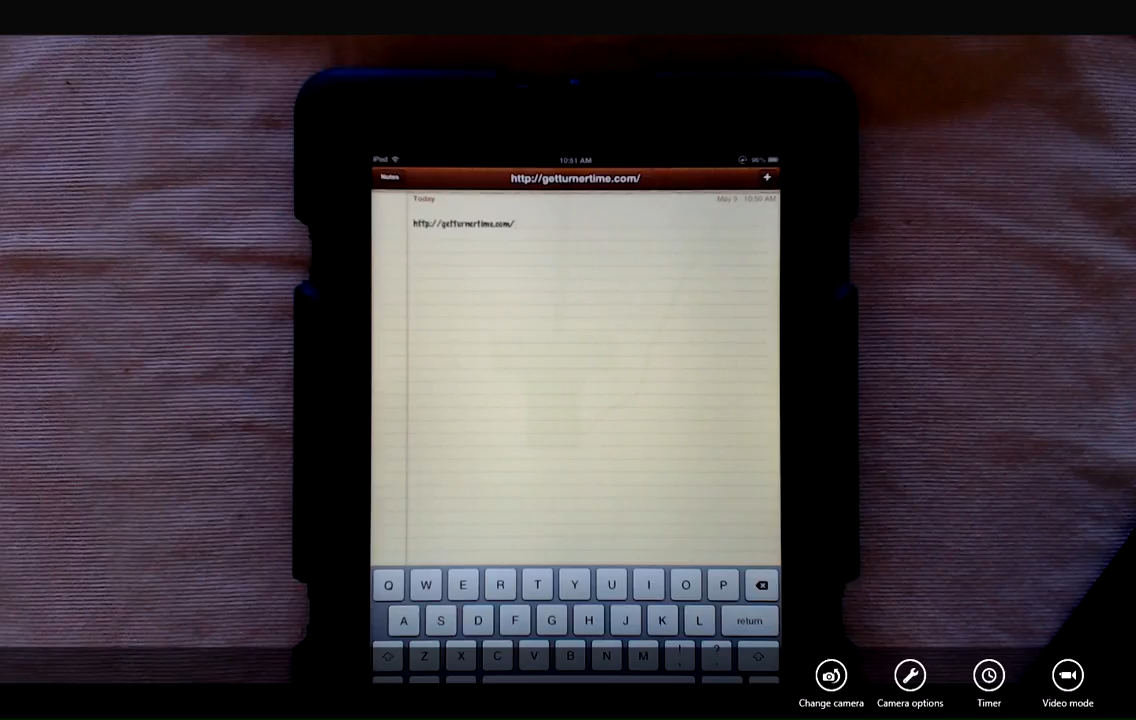 iPad 10:51 AM 96%
Notes http://getturnertime.com/ +
Today May 9 10:50 AM
http://getturnertime.com/
Q W E R T Y U I O P
A S D F G H J K L return
Z X C V B N M ! , ? .
Change camera Camera options Timer Video mode